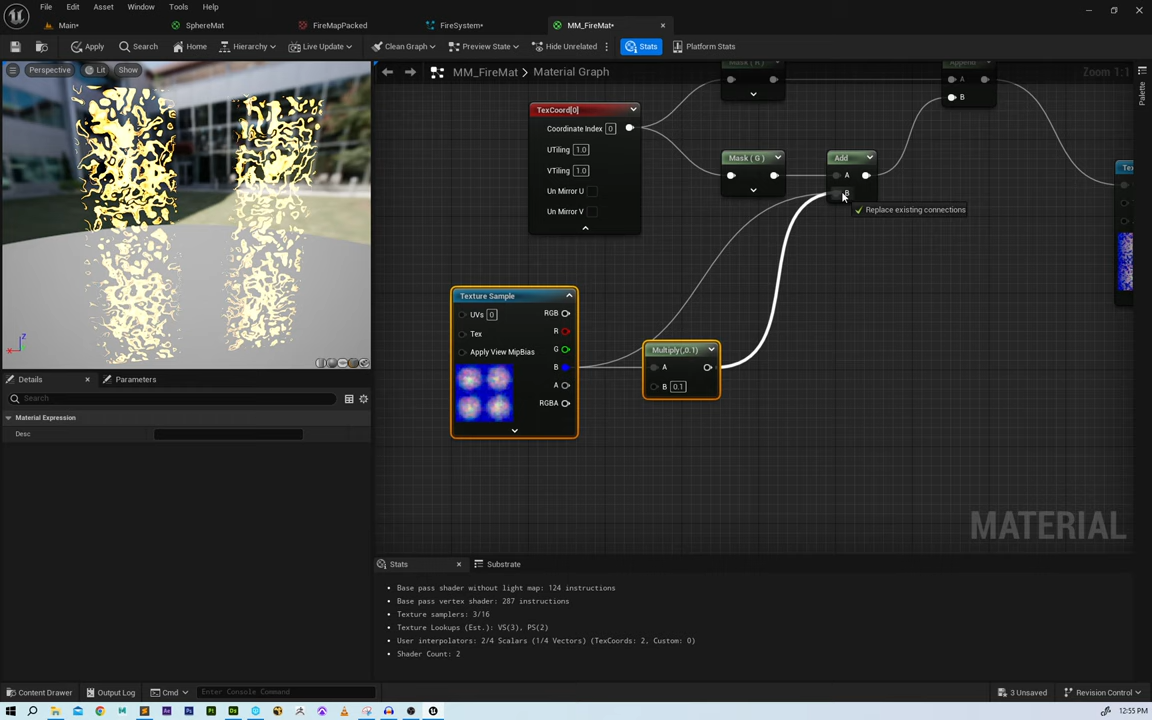 File Edit Asset Window Tools Help
Main•
SphereMat
FireMapPacked
FireSystem•
MM_FireMat•
Apply
Search
Home
Hierarchy
Live Update
Clean Graph
Preview State
Hide Unrelated
Stats
Platform Stats
Perspective
Lit
Show
MM_FireMat
Material Graph
Zoom 1:1
Palette
Mask ( R )
Append
A
B
TexCoord[0]
Coordinate Index 0
UTiling 1.0
VTiling 1.0
Un Mirror U
Un Mirror V
Mask ( G )
Add
A
B
Replace existing connections
Texture Sample
UVs 0
Tex
Apply View MipBias
RGB
R
G
B
A
RGBA
Multiply(,0.1)
A
B 0.1
Z
X
Details
Parameters
Search
Material Expression
Desc
MATERIAL
Stats
Substrate
Base pass shader without light map: 124 instructions
Base pass vertex shader: 287 instructions
Texture samplers: 3/16
Texture Lookups (Est.): VS(3), PS(2)
User interpolators: 2/4 Scalars (1/4 Vectors) (TexCoords: 2, Custom: 0)
Shader Count: 2
Content Drawer
Output Log
Cmd
Enter Console Command
3 Unsaved
Revision Control
12:55 PM